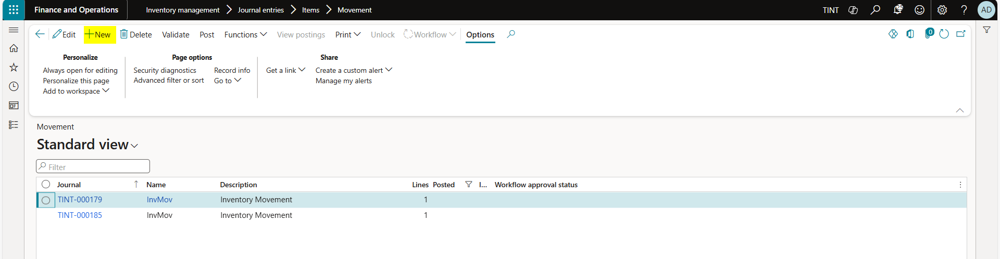 Finance and Operations Inventory management Journal entries Items Movement TINT 25 AD
Edit New Delete Validate Post Functions View postings Print Unlock Workflow Options 0
Personalize Page options Share
Always open for editing Security diagnostics Record info Get a link Create a custom alert
Personalize this page Advanced filter or sort Go to Manage my alerts
Add to workspace
Movement
Standard view
Filter
Journal Name Description Lines Posted I... Workflow approval status
TINT-000179 InvMov Inventory Movement 1
TINT-000185 InvMov Inventory Movement 1